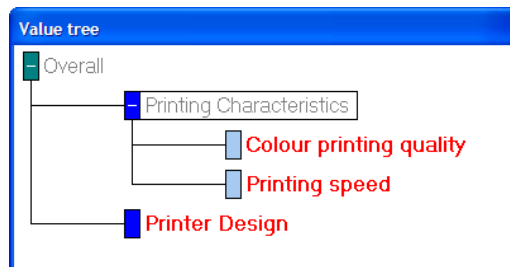 Value tree
Overall
Printing Characteristics
Colour printing quality
Printing speed
Printer Design